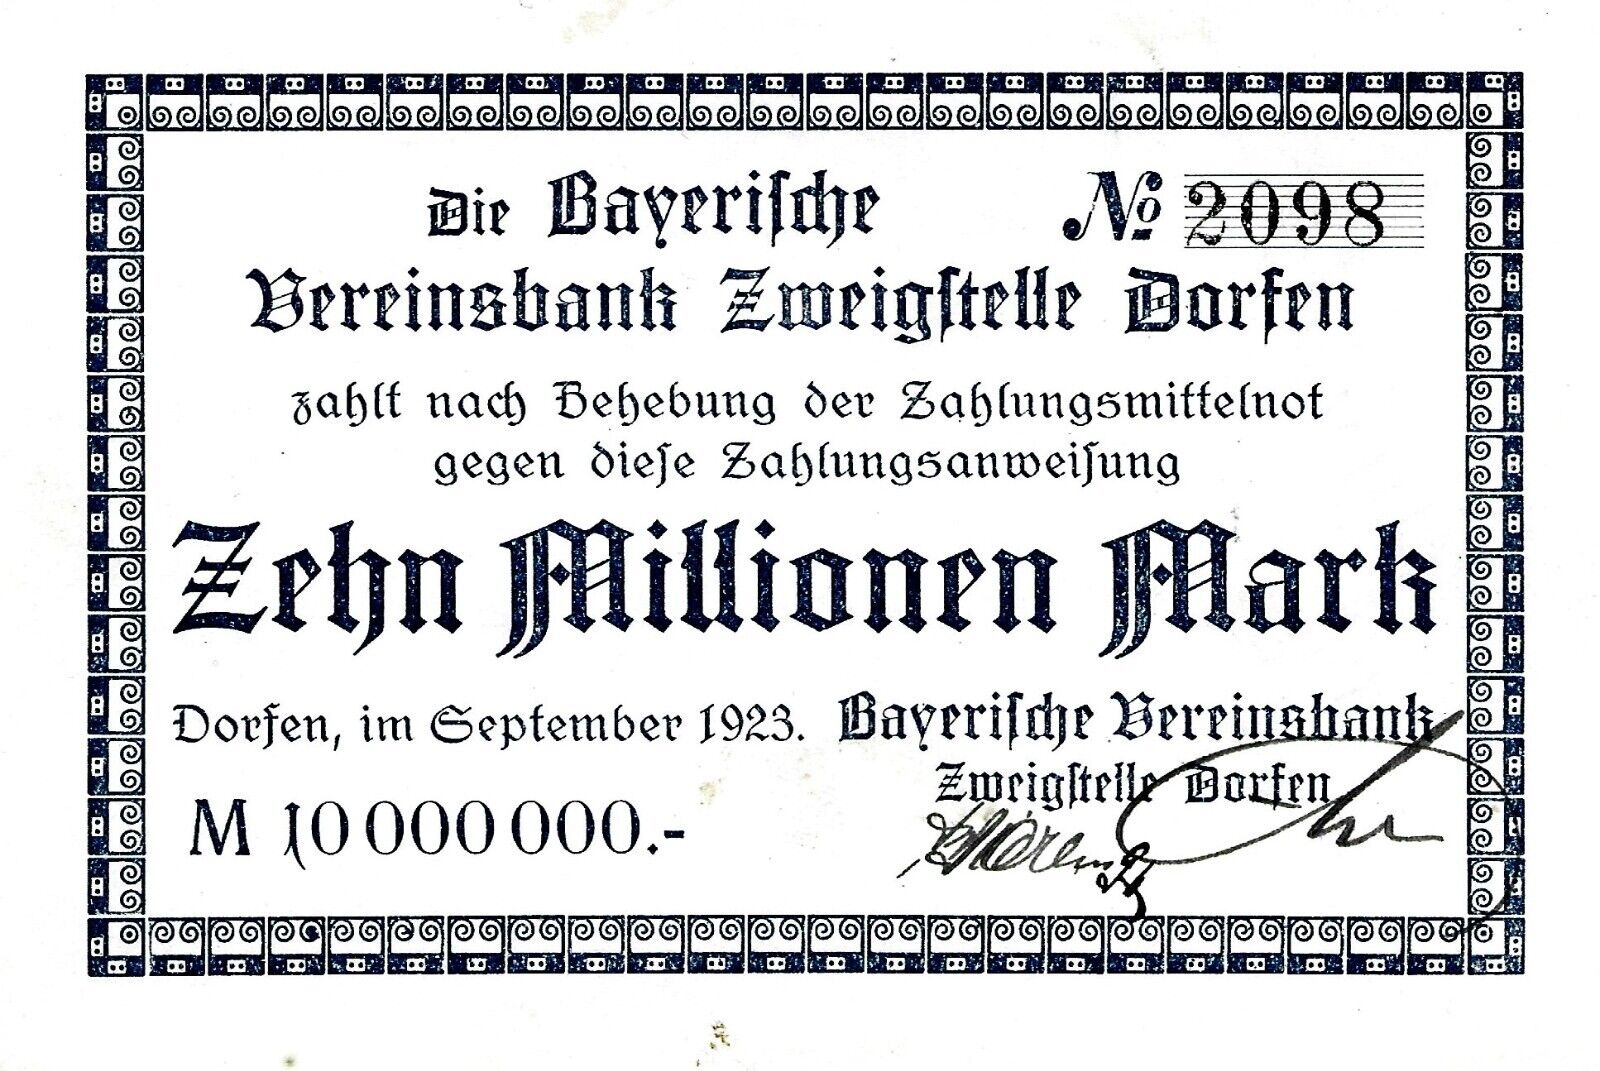 Die Bayeriſche
№ 2098
Vereinsbank Zweigſtelle Dorfen
zahlt nach Behebung der Zahlungsmittelnot
gegen dieſe Zahlungsanweiſung
Zehn Millionen Mark
Dorfen, im September 1923.
Bayeriſche Vereinsbank
Zweigſtelle Dorfen
M 10 000 000.-